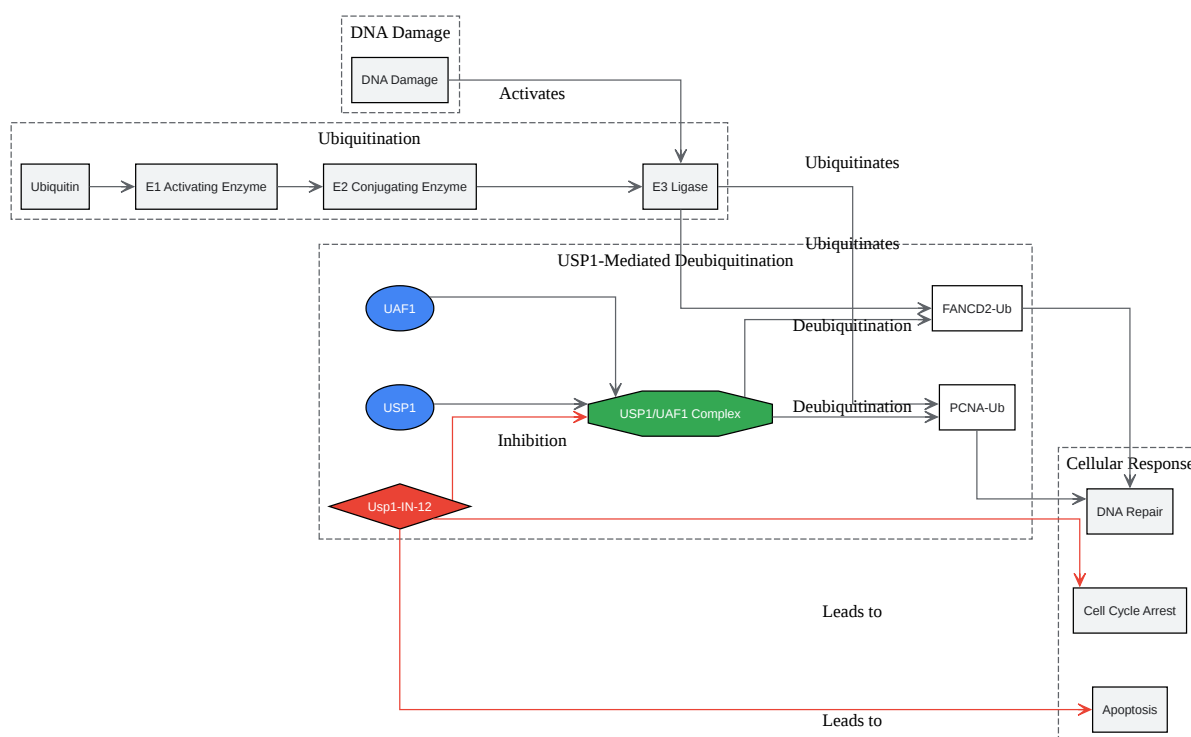 DNA Damage
DNA Damage
Activates
Ubiquitination
Ubiquitinates
Ubiquitin
E1 Activating Enzyme
E2 Conjugating Enzyme
E3 Ligase
Ubiquitinates
USP1-Mediated Deubiquitination
UAF1
FANCD2-Ub
Deubiquitination
USP1
USP1/UAF1 Complex
Deubiquitination
PCNA-Ub
Inhibition
Cellular Response
Usp1-IN-12
DNA Repair
Leads to
Cell Cycle Arrest
Apoptosis
Leads to